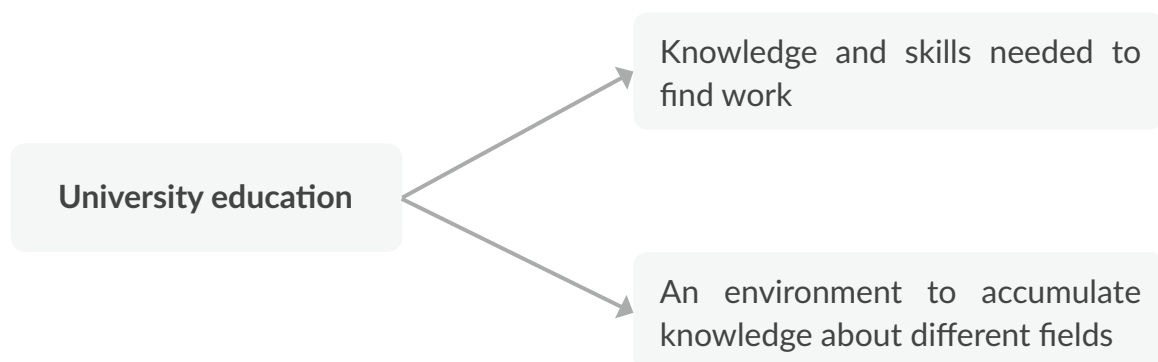 Knowledge and skills needed to
find work
University education
An environment to accumulate
knowledge about different fields